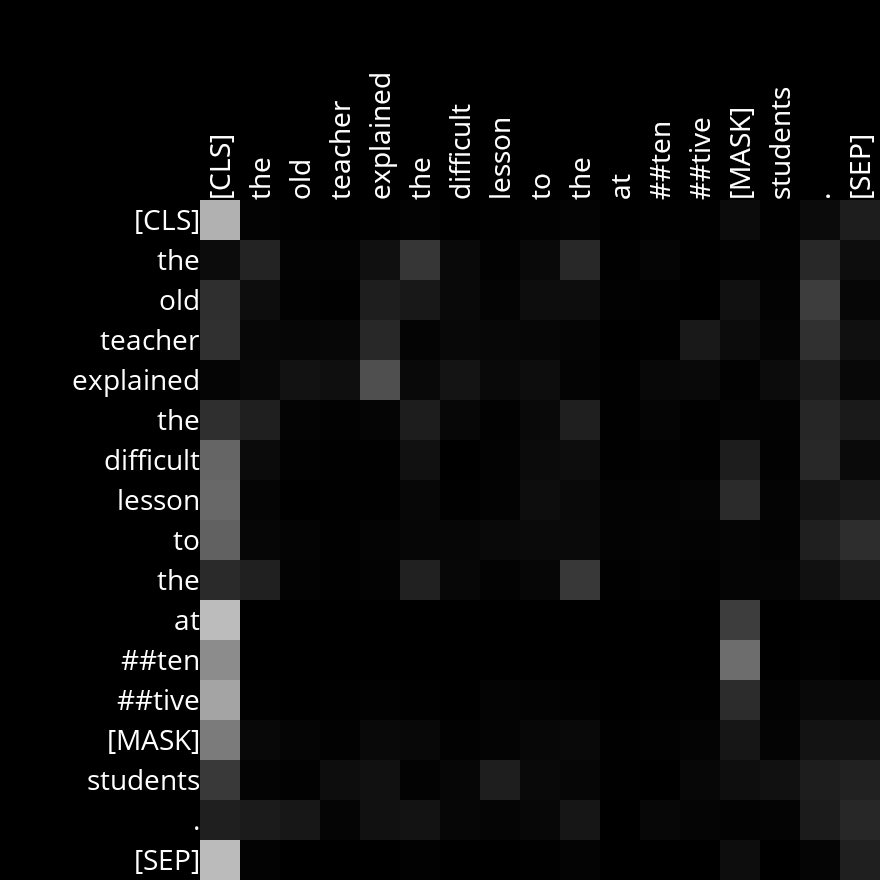 [CLS] the old teacher explained the difficult lesson to the at ##ten ##tive [MASK] students . [SEP]
[CLS]
the
old
teacher
explained
the
difficult
lesson
to
the
at
##ten
##tive
[MASK]
students
.
[SEP]